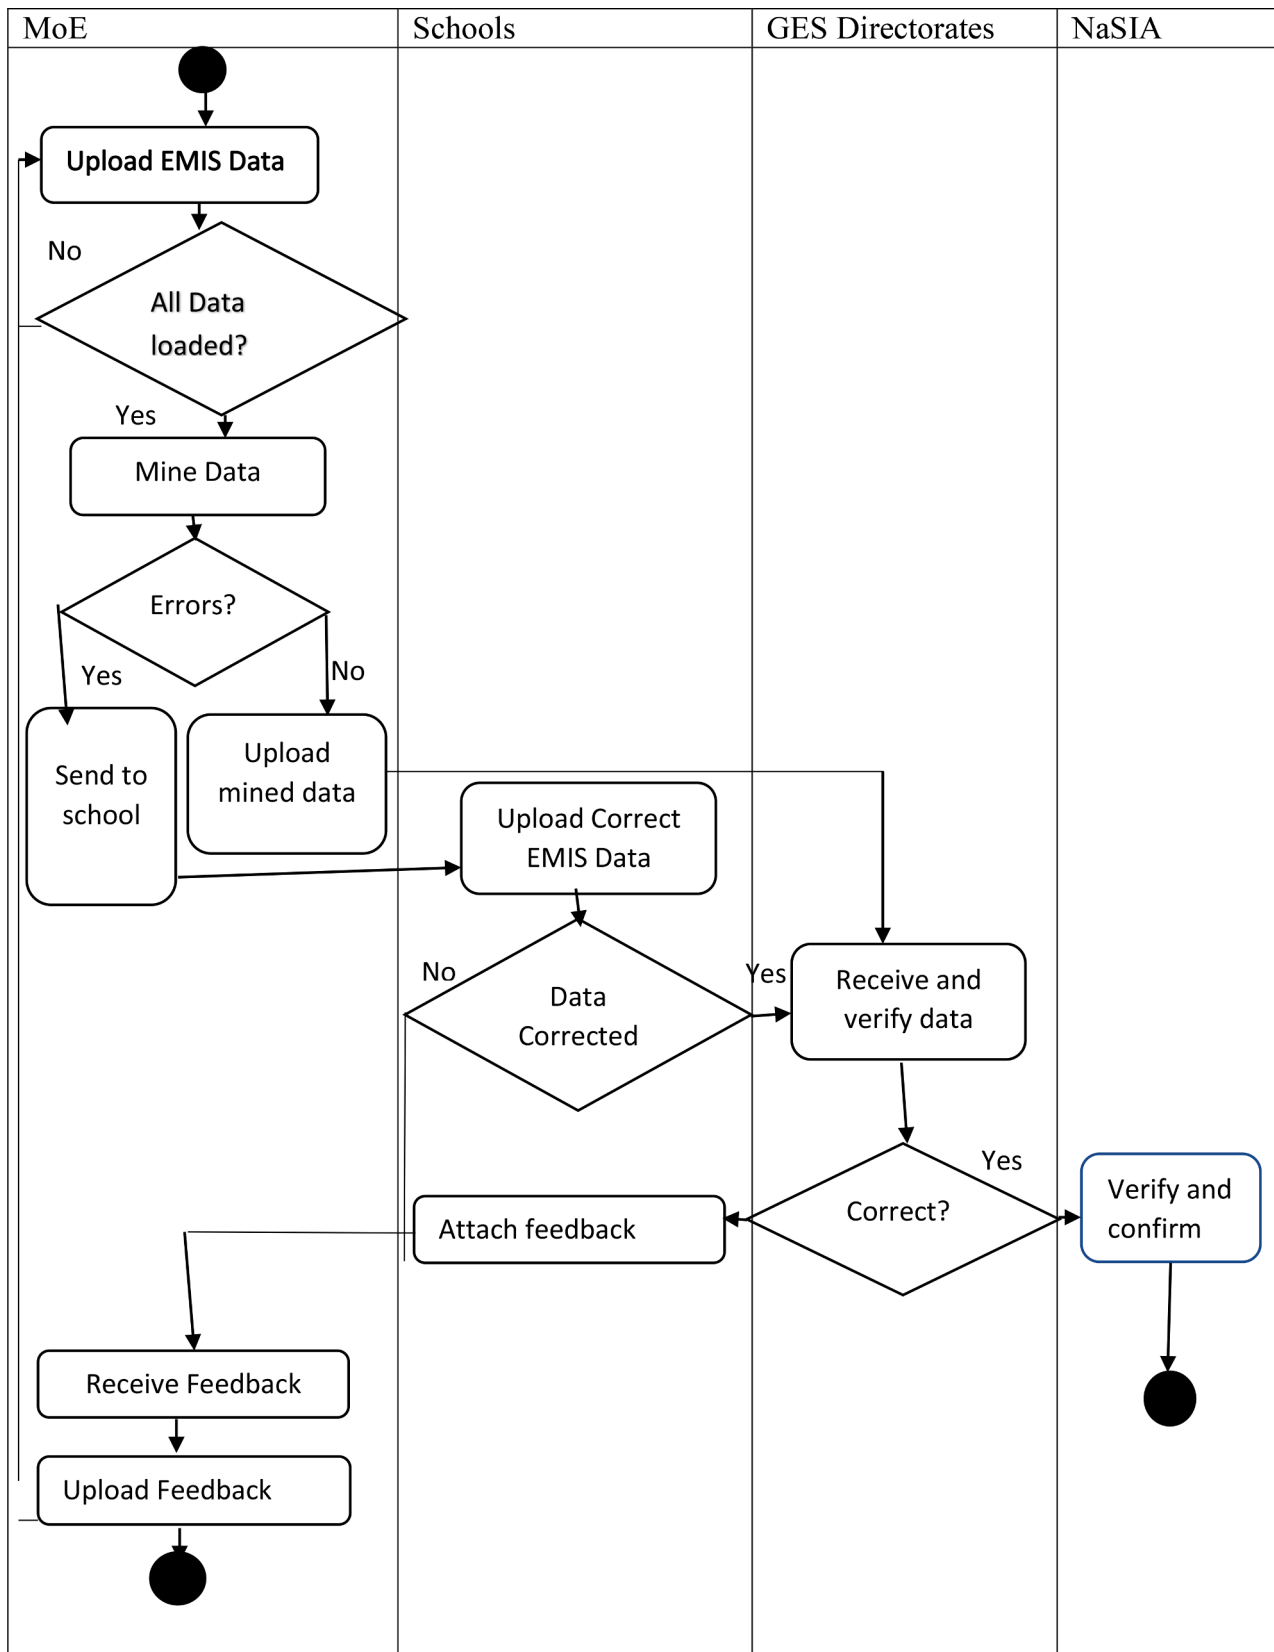 MoE
Schools
GES Directorates
NaSIA
Upload EMIS Data
No
All Data
loaded?
Yes
Mine Data
Errors?
Yes
No
Send to
school
Upload
mined data
Upload Correct
EMIS Data
No
Data
Corrected
Yes
Receive and
verify data
Correct?
Yes
Verify and
confirm
Attach feedback
Receive Feedback
Upload Feedback